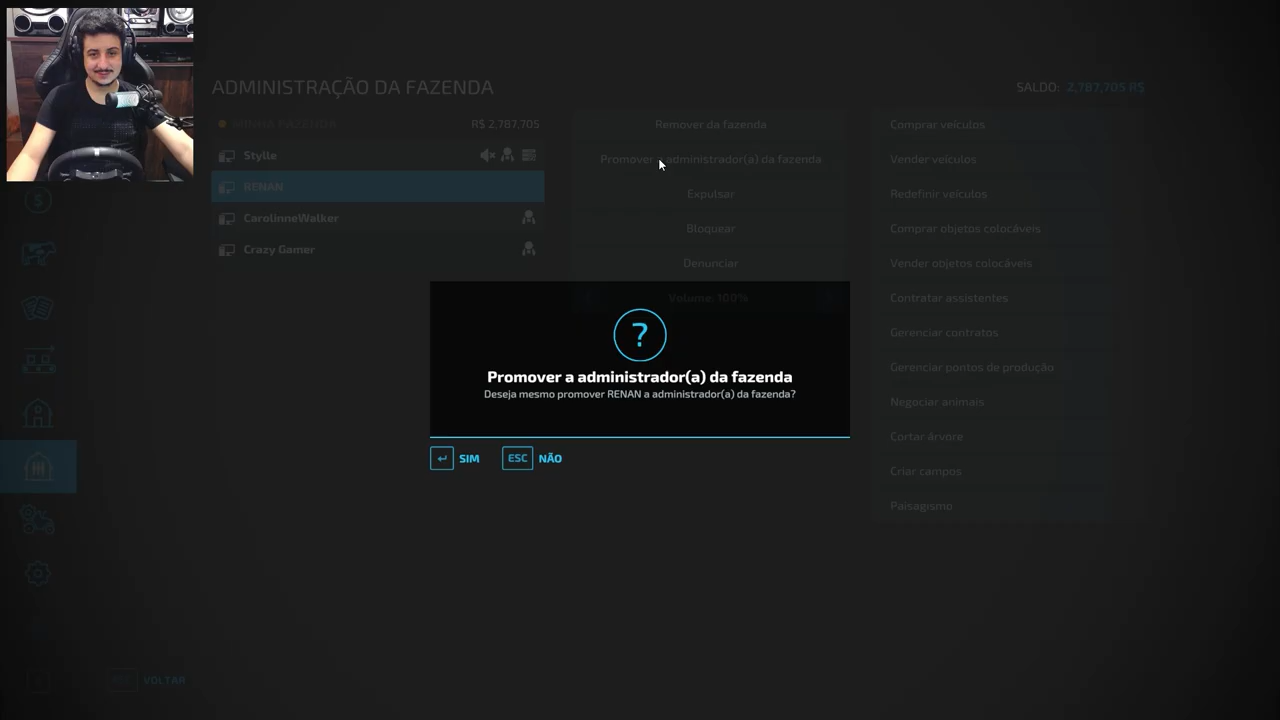 ADMINISTRAÇÃO DA FAZENDA
SALDO: 2,787,705 R$
MINHA FAZENDA R$ 2,787,705
Stylle
RENAN
CarolinneWalker
Crazy Gamer
Remover da fazenda
Promover a administrador(a) da fazenda
Expulsar
Bloquear
Denunciar
Volume: 100%
Comprar veículos
Vender veículos
Redefinir veículos
Comprar objetos colocáveis
Vender objetos colocáveis
Contratar assistentes
Gerenciar contratos
Gerenciar pontos de produção
Negociar animais
Cortar árvore
Criar campos
Paisagismo
?
Promover a administrador(a) da fazenda
Deseja mesmo promover RENAN a administrador(a) da fazenda?
SIM ESC NÃO
VOLTAR